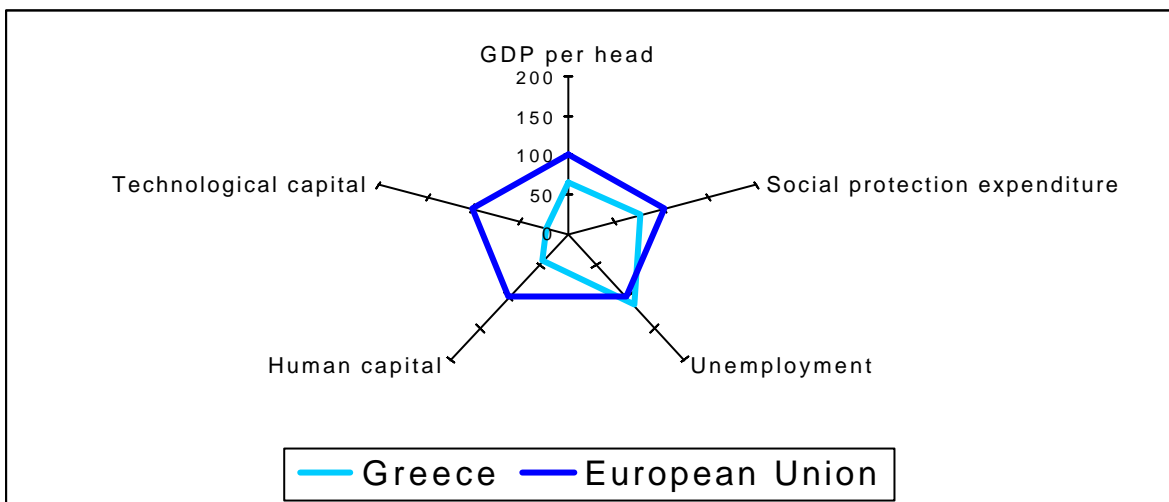 GDP per head
200
150
100
50
0
Technological capital
Social protection expenditure
Human capital
Unemployment
Greece European Union